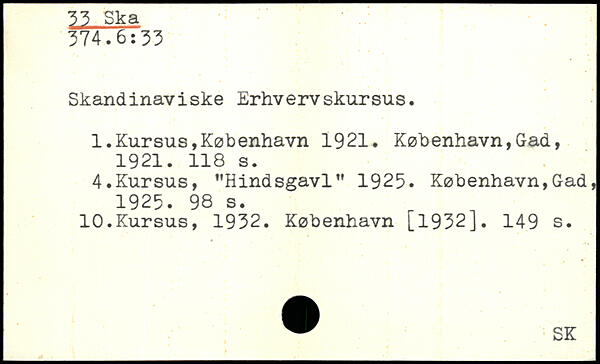 33 Ska
374.6:33
Skandinaviske Erhvervskursus.
1.Kursus,København 1921. København,Gad,
1921. 118 s.
4.Kursus, "Hindsgavl" 1925. København,Gad,
1925. 98 s.
10.Kursus, 1932. København [1932]. 149 s.
SK